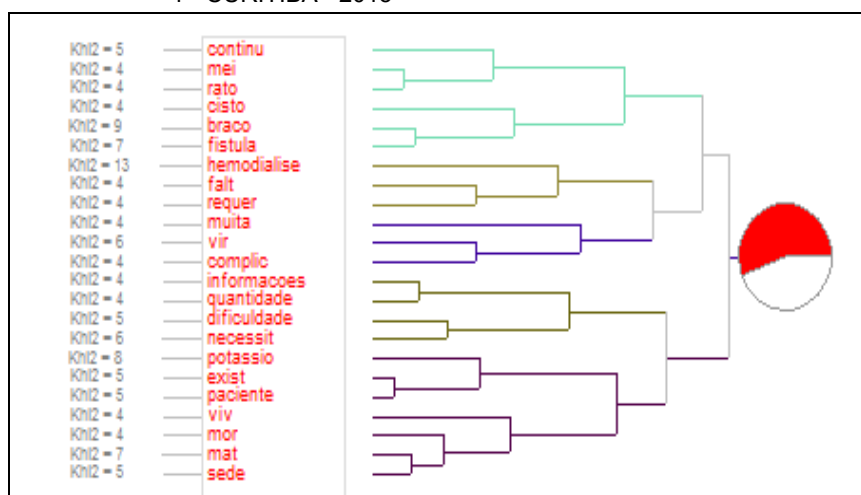 Khi2 = 5 continu
Khi2 = 4 mei
Khi2 = 4 rato
Khi2 = 4 cisto
Khi2 = 9 braco
Khi2 = 7 fistula
Khi2 = 13 hemodialise
Khi2 = 4 falt
Khi2 = 4 requer
Khi2 = 4 muita
Khi2 = 6 vir
Khi2 = 4 complic
Khi2 = 4 informacoes
Khi2 = 4 quantidade
Khi2 = 5 dificuldade
Khi2 = 6 necessit
Khi2 = 8 potassio
Khi2 = 5 exist
Khi2 = 5 paciente
Khi2 = 4 viv
Khi2 = 4 mor
Khi2 = 7 mat
Khi2 = 5 sede